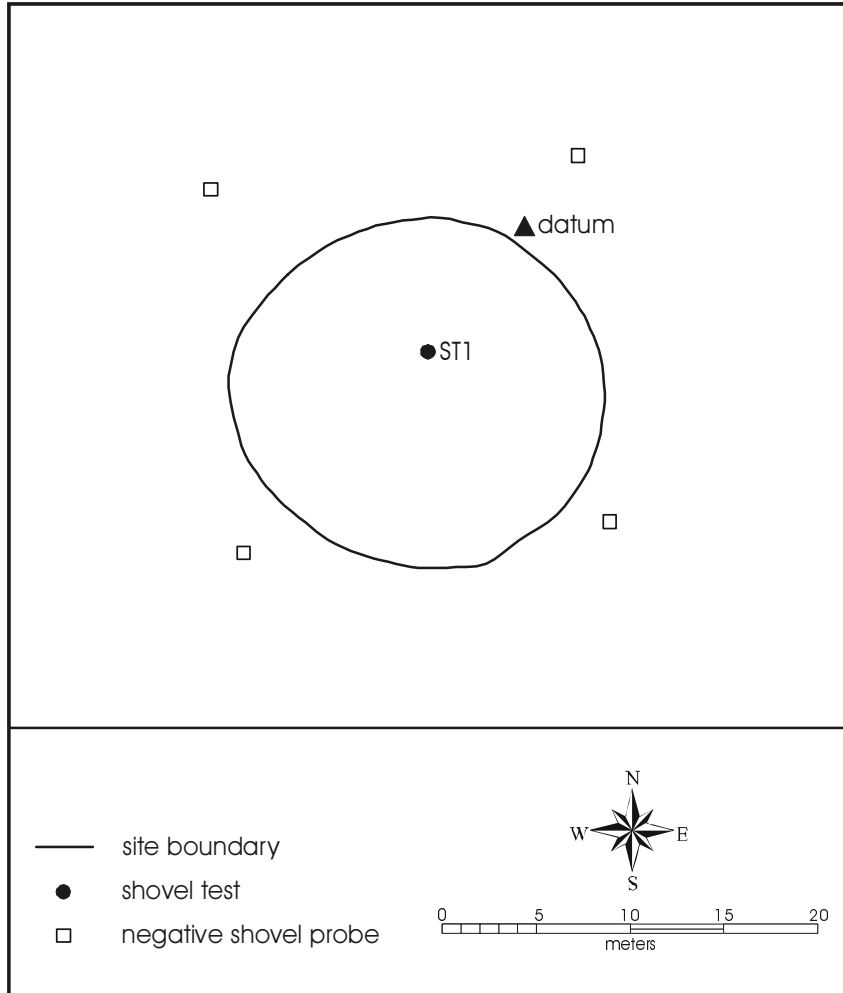 datum
ST1
N
W E
S
site boundary
shovel test
negative shovel probe
0 5 10 15 20
meters